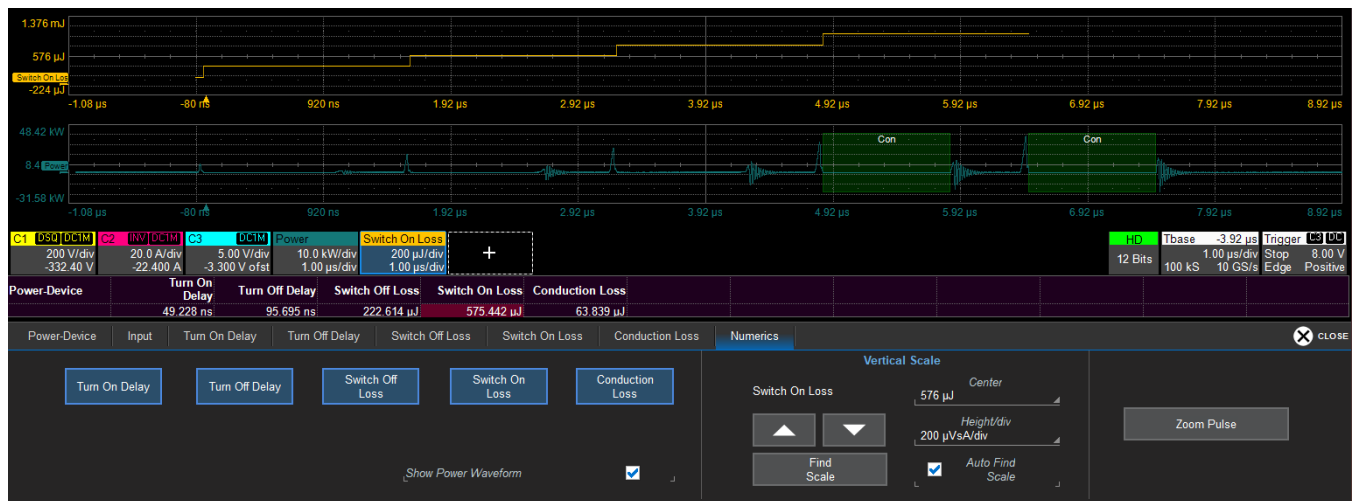 1.376 mJ
576 µJ
Switch On Los
-224 µJ
-1.08 µs -80 ns 920 ns 1.92 µs 2.92 µs 3.92 µs 4.92 µs 5.92 µs 6.92 µs 7.92 µs 8.92 µs
48.42 kW
Con Con
8.4 Power
-31.58 kW
-1.08 µs -80 ns 920 ns 1.92 µs 2.92 µs 3.92 µs 4.92 µs 5.92 µs 6.92 µs 7.92 µs 8.92 µs
C1 DSQ DC1M C2 INV DC1M C3 DC1M Power Switch On Loss HD Tbase -3.92 µs Trigger C3 DC
200 V/div 20.0 A/div 5.00 V/div 10.0 kW/div 200 µJ/div + 12 Bits 1.00 µs/div Stop 8.00 V
-332.40 V -22.400 A -3.300 V ofst 1.00 µs/div 1.00 µs/div 100 kS 10 GS/s Edge Positive
Power-Device Turn On Delay Turn Off Delay Switch Off Loss Switch On Loss Conduction Loss
49.228 ns 95.695 ns 222.614 µJ 575.442 µJ 63.839 µJ
Power-Device Input Turn On Delay Turn Off Delay Switch Off Loss Switch On Loss Conduction Loss Numerics CLOSE
Vertical Scale
Turn On Delay Turn Off Delay Switch Off Loss Switch On Loss Conduction Loss
Switch On Loss
Center
576 µJ
Height/div
200 µVsA/div
Zoom Pulse
Find Scale
Auto Find Scale
Show Power Waveform